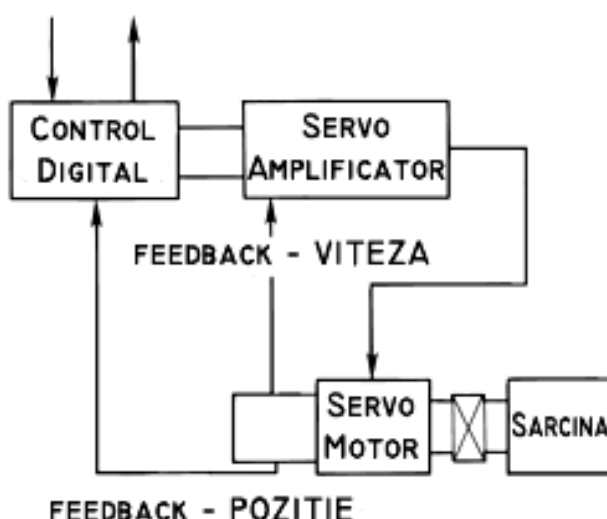 CONTROL
DIGITAL
SERVO
AMPLIFICATOR
FEEDBACK - VITEZA
SERVO
MOTOR
SARCINA
FEEDBACK - POZITIE